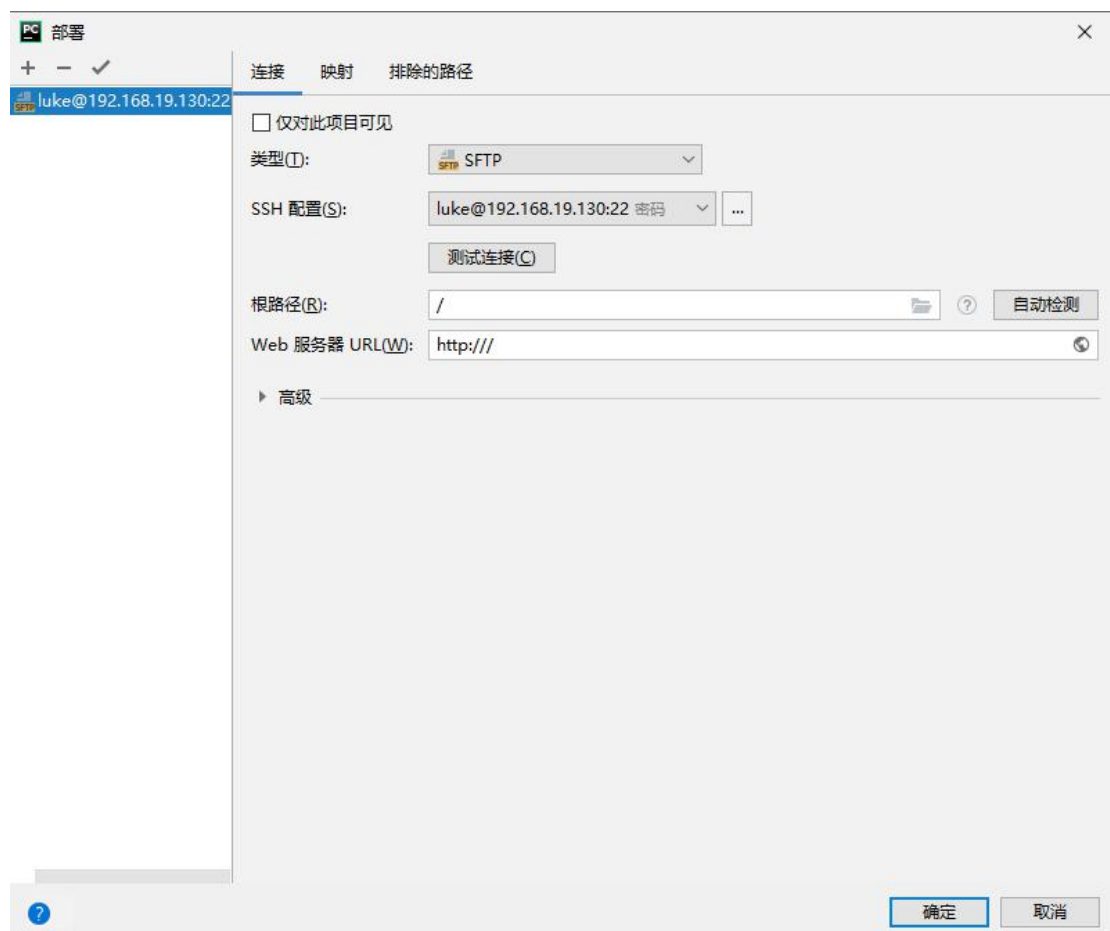 PC 部署
连接 映射 排除的路径
SFTP luke@192.168.19.130:22
仅对此项目可见
类型(T): SFTP SFTP
SSH 配置(S): luke@192.168.19.130:22 密码 ...
测试连接(C)
根路径(R): / ? 自动检测
Web 服务器 URL(W): http:///
高级
? 确定 取消